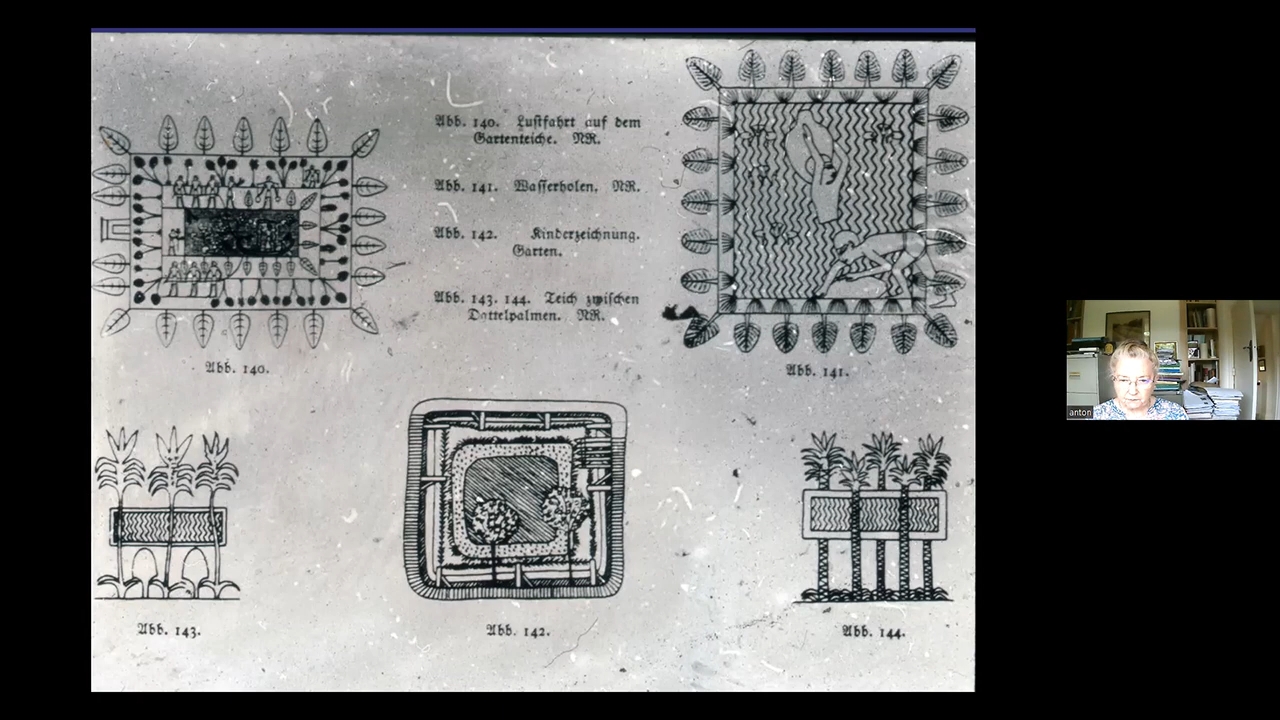 Abb. 140. Lustfahrt auf dem
Gartenteiche. NR.
Abb. 141. Wasserholen. NR.
Abb. 142. Kinderzeichnung.
Garten.
Abb. 143. 144. Teich zwischen
Dattelpalmen. NR.
Abb. 140.
Abb. 141.
Abb. 143.
Abb. 142.
Abb. 144.
anton